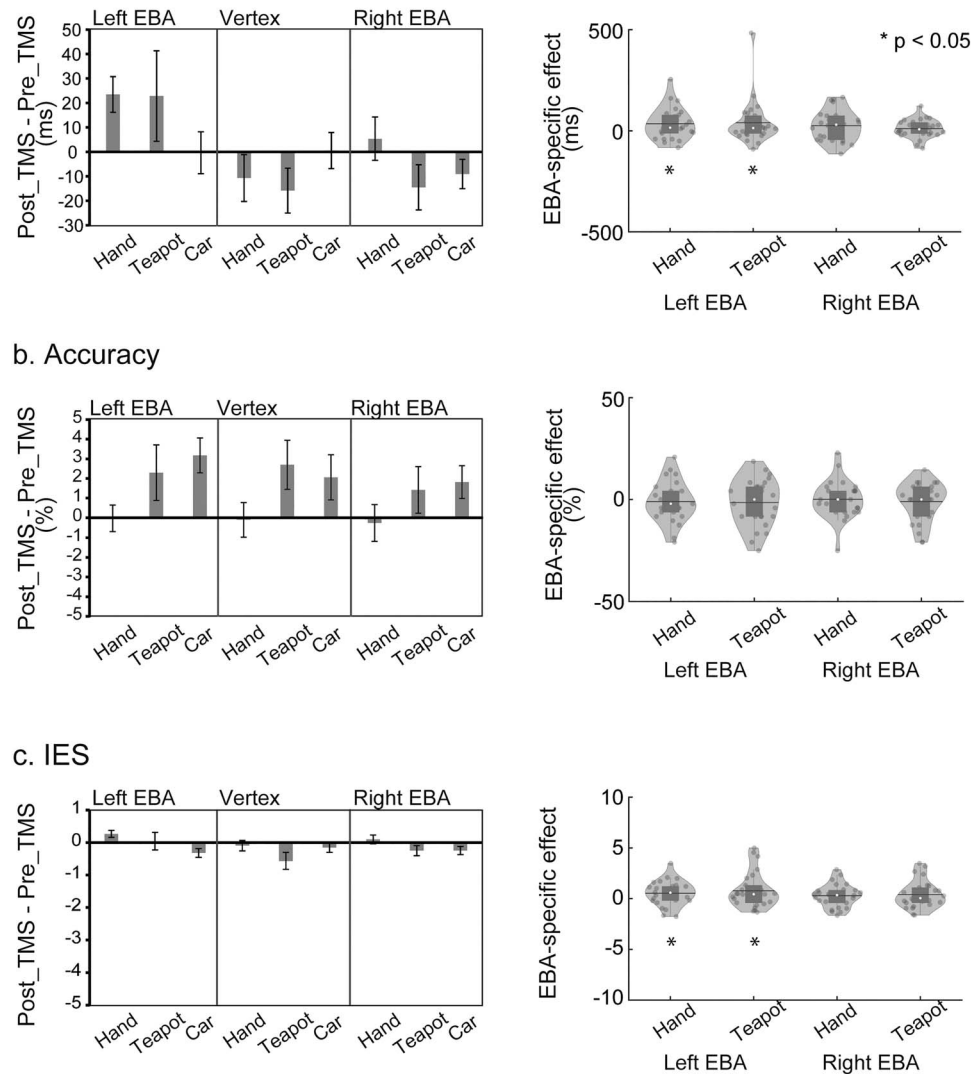 Left EBA Vertex Right EBA
Post_TMS - Pre_TMS
(ms)
50
40
30
20
10
0
-10
-20
-30
Hand Teapot Car Hand Teapot Car Hand Teapot Car
EBA-specific effect
(ms)
500
0
-500
* p < 0.05
* *
Hand Teapot Hand Teapot
Left EBA Right EBA
b. Accuracy
Left EBA Vertex Right EBA
Post_TMS - Pre_TMS
(%)
5
4
3
2
1
0
-1
-2
-3
-4
-5
Hand Teapot Car Hand Teapot Car Hand Teapot Car
EBA-specific effect
(%)
50
0
-50
Hand Teapot Hand Teapot
Left EBA Right EBA
c. IES
Left EBA Vertex Right EBA
Post_TMS - Pre_TMS
1
0
-1
-2
-3
-4
-5
Hand Teapot Car Hand Teapot Car Hand Teapot Car
EBA-specific effect
10
5
0
-5
-10
* *
Hand Teapot Hand Teapot
Left EBA Right EBA